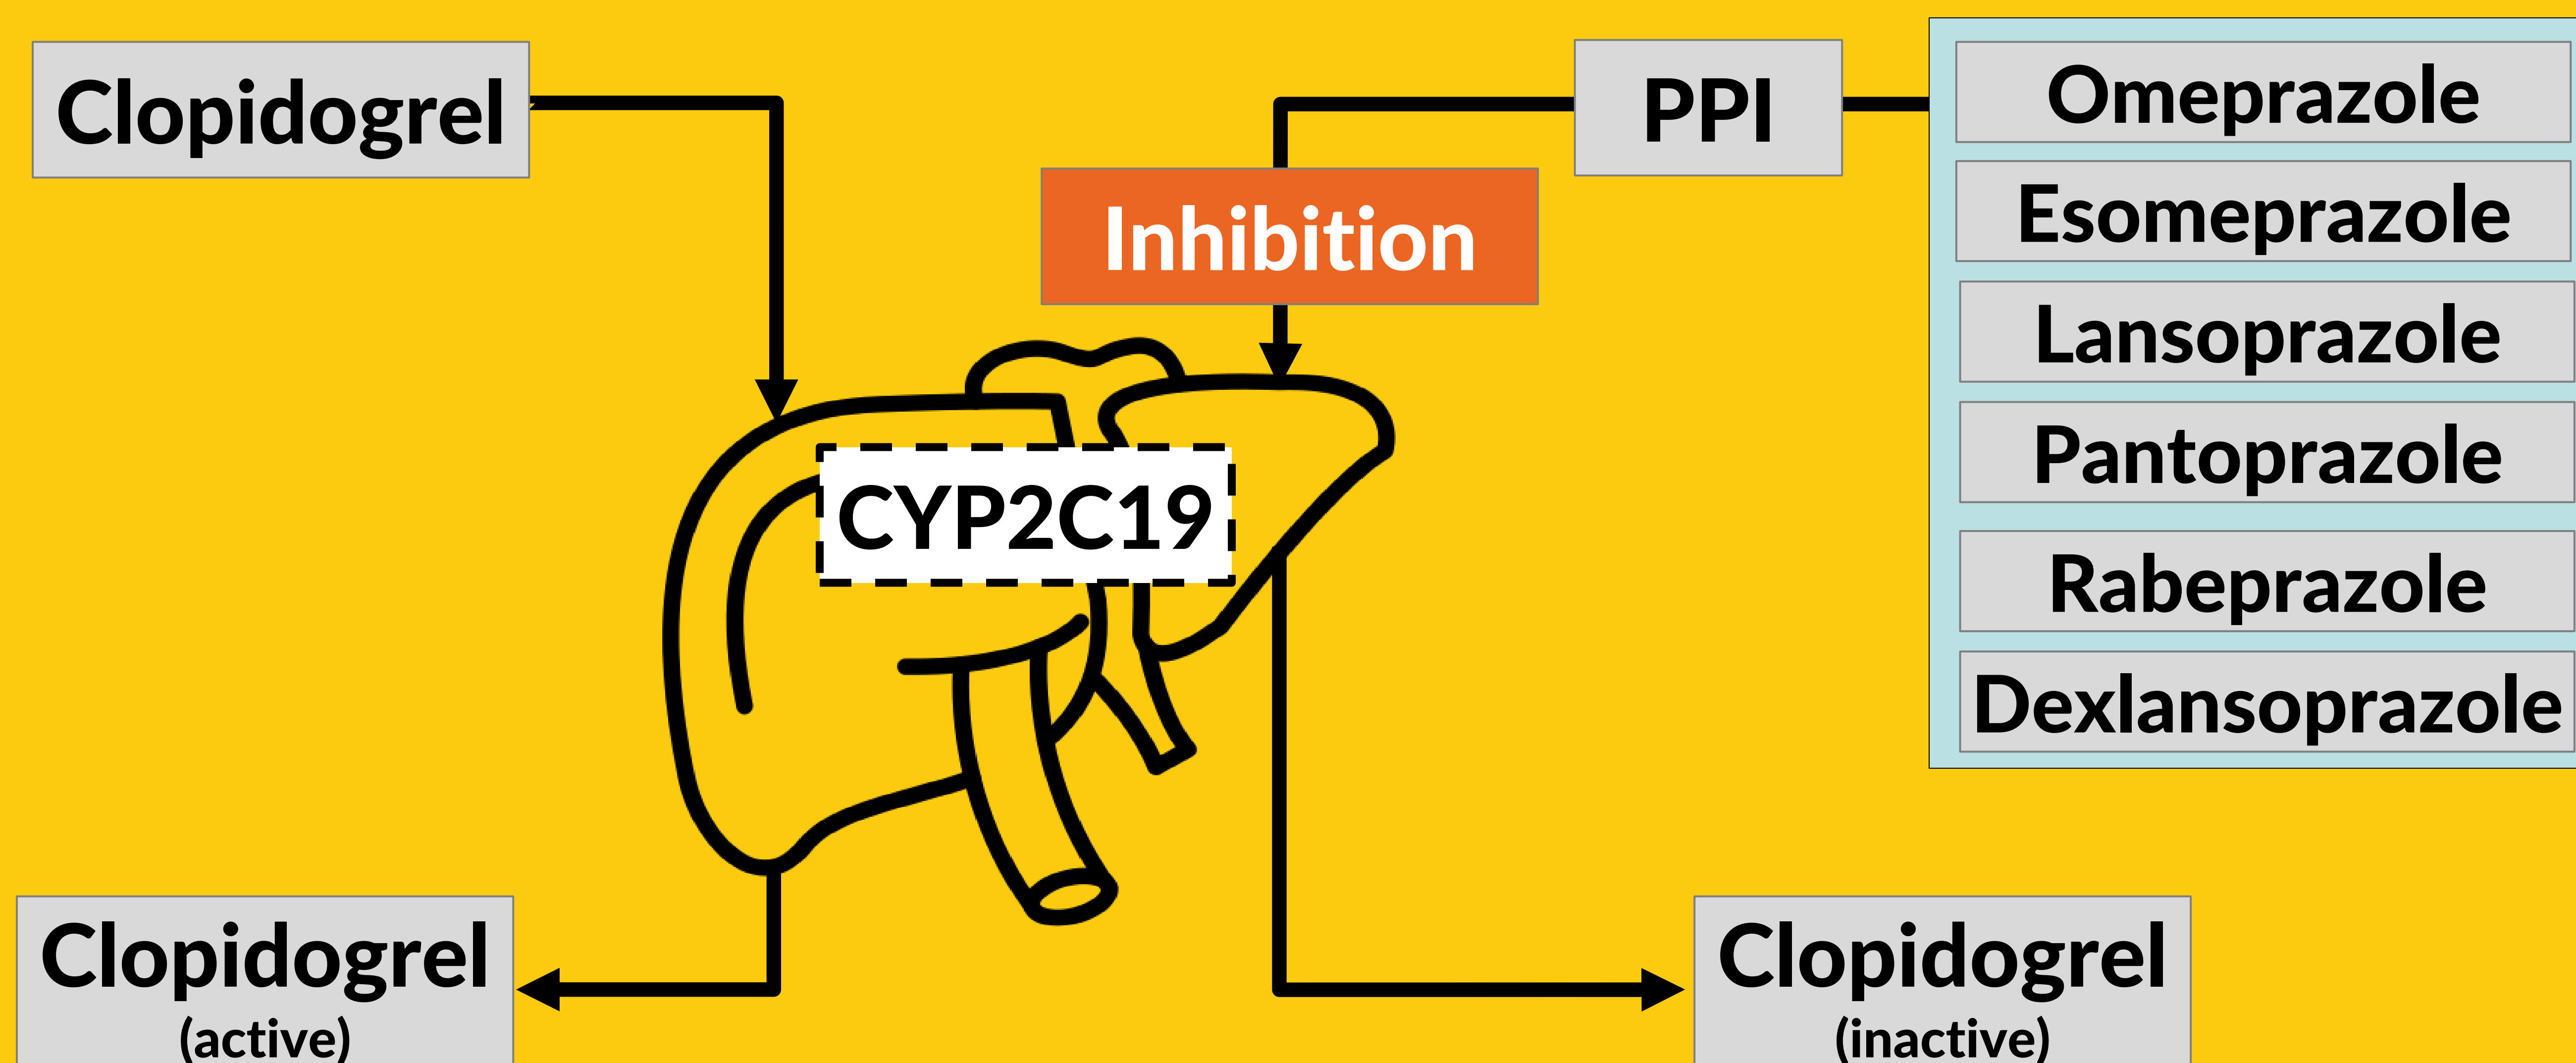 Clopidogrel
PPI
Inhibition
Omeprazole
Esomeprazole
Lansoprazole
Pantoprazole
Rabeprazole
Dexlansoprazole
CYP2C19
Clopidogrel
(active)
Clopidogrel
(inactive)